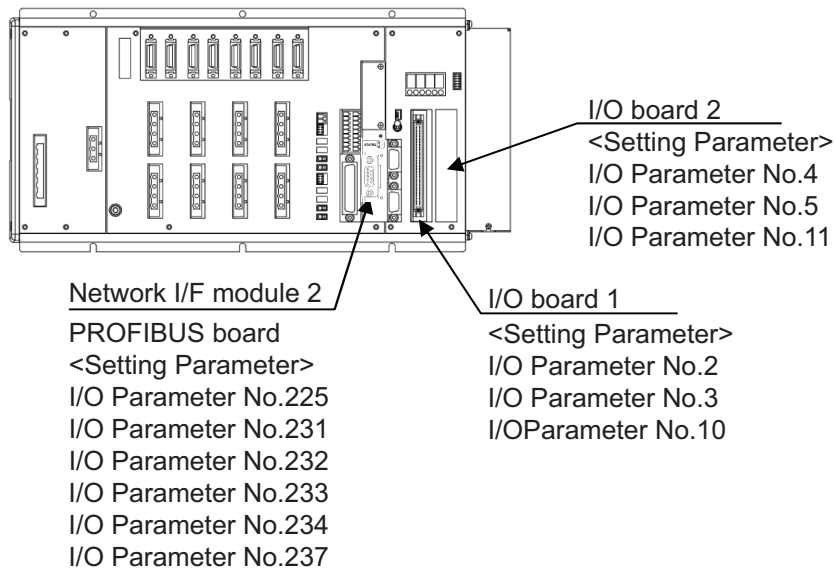 I/O board 2
<Setting Parameter>
I/O Parameter No.4
I/O Parameter No.5
I/O Parameter No.11
Network I/F module 2
PROFIBUS board
<Setting Parameter>
I/O Parameter No.225
I/O Parameter No.231
I/O Parameter No.232
I/O Parameter No.233
I/O Parameter No.234
I/O Parameter No.237
I/O board 1
<Setting Parameter>
I/O Parameter No.2
I/O Parameter No.3
I/OParameter No.10